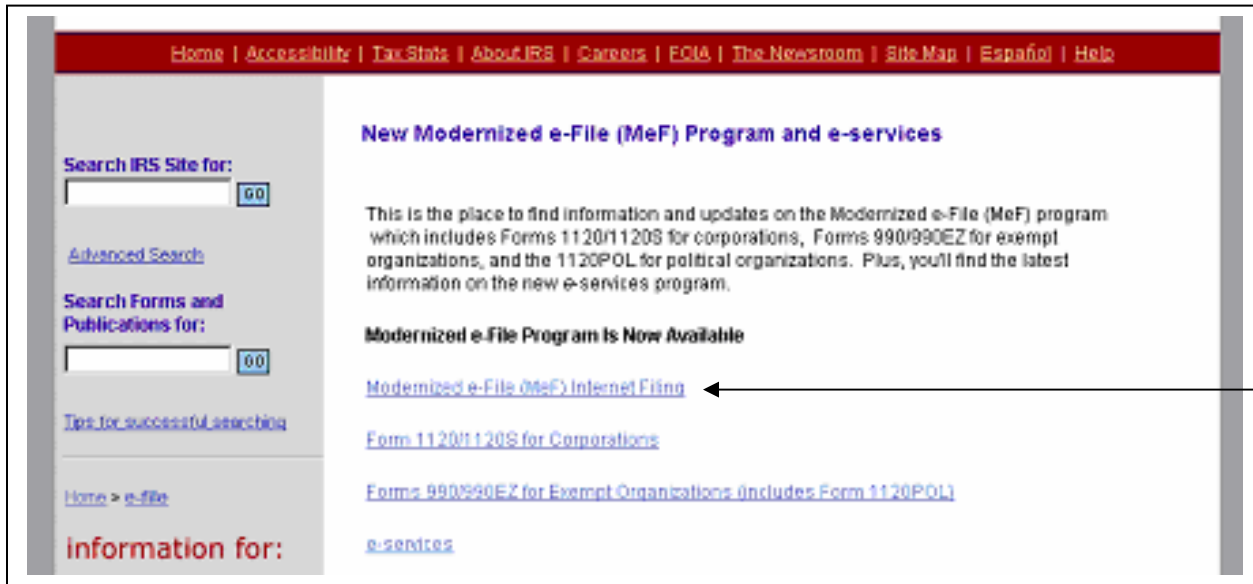 Home | Accessibility | Tax Stats | About IRS | Careers | FOIA | The Newsroom | Site Map | Español | Help
Search IRS Site for:
GO
Advanced Search
Search Forms and
Publications for:
GO
Tips for successful searching
Home > e-file
information for:
New Modernized e-File (MeF) Program and e-services
This is the place to find information and updates on the Modernized e-File (MeF) program
which includes Forms 1120/1120S for corporations, Forms 990/990EZ for exempt
organizations, and the 1120POL for political organizations. Plus, you'll find the latest
information on the new e-services program.
Modernized e-File Program Is Now Available
Modernized e-File (MeF) Internet Filing
Form 1120/1120S for Corporations
Forms 990/990EZ for Exempt Organizations (includes Form 1120POL)
e-services